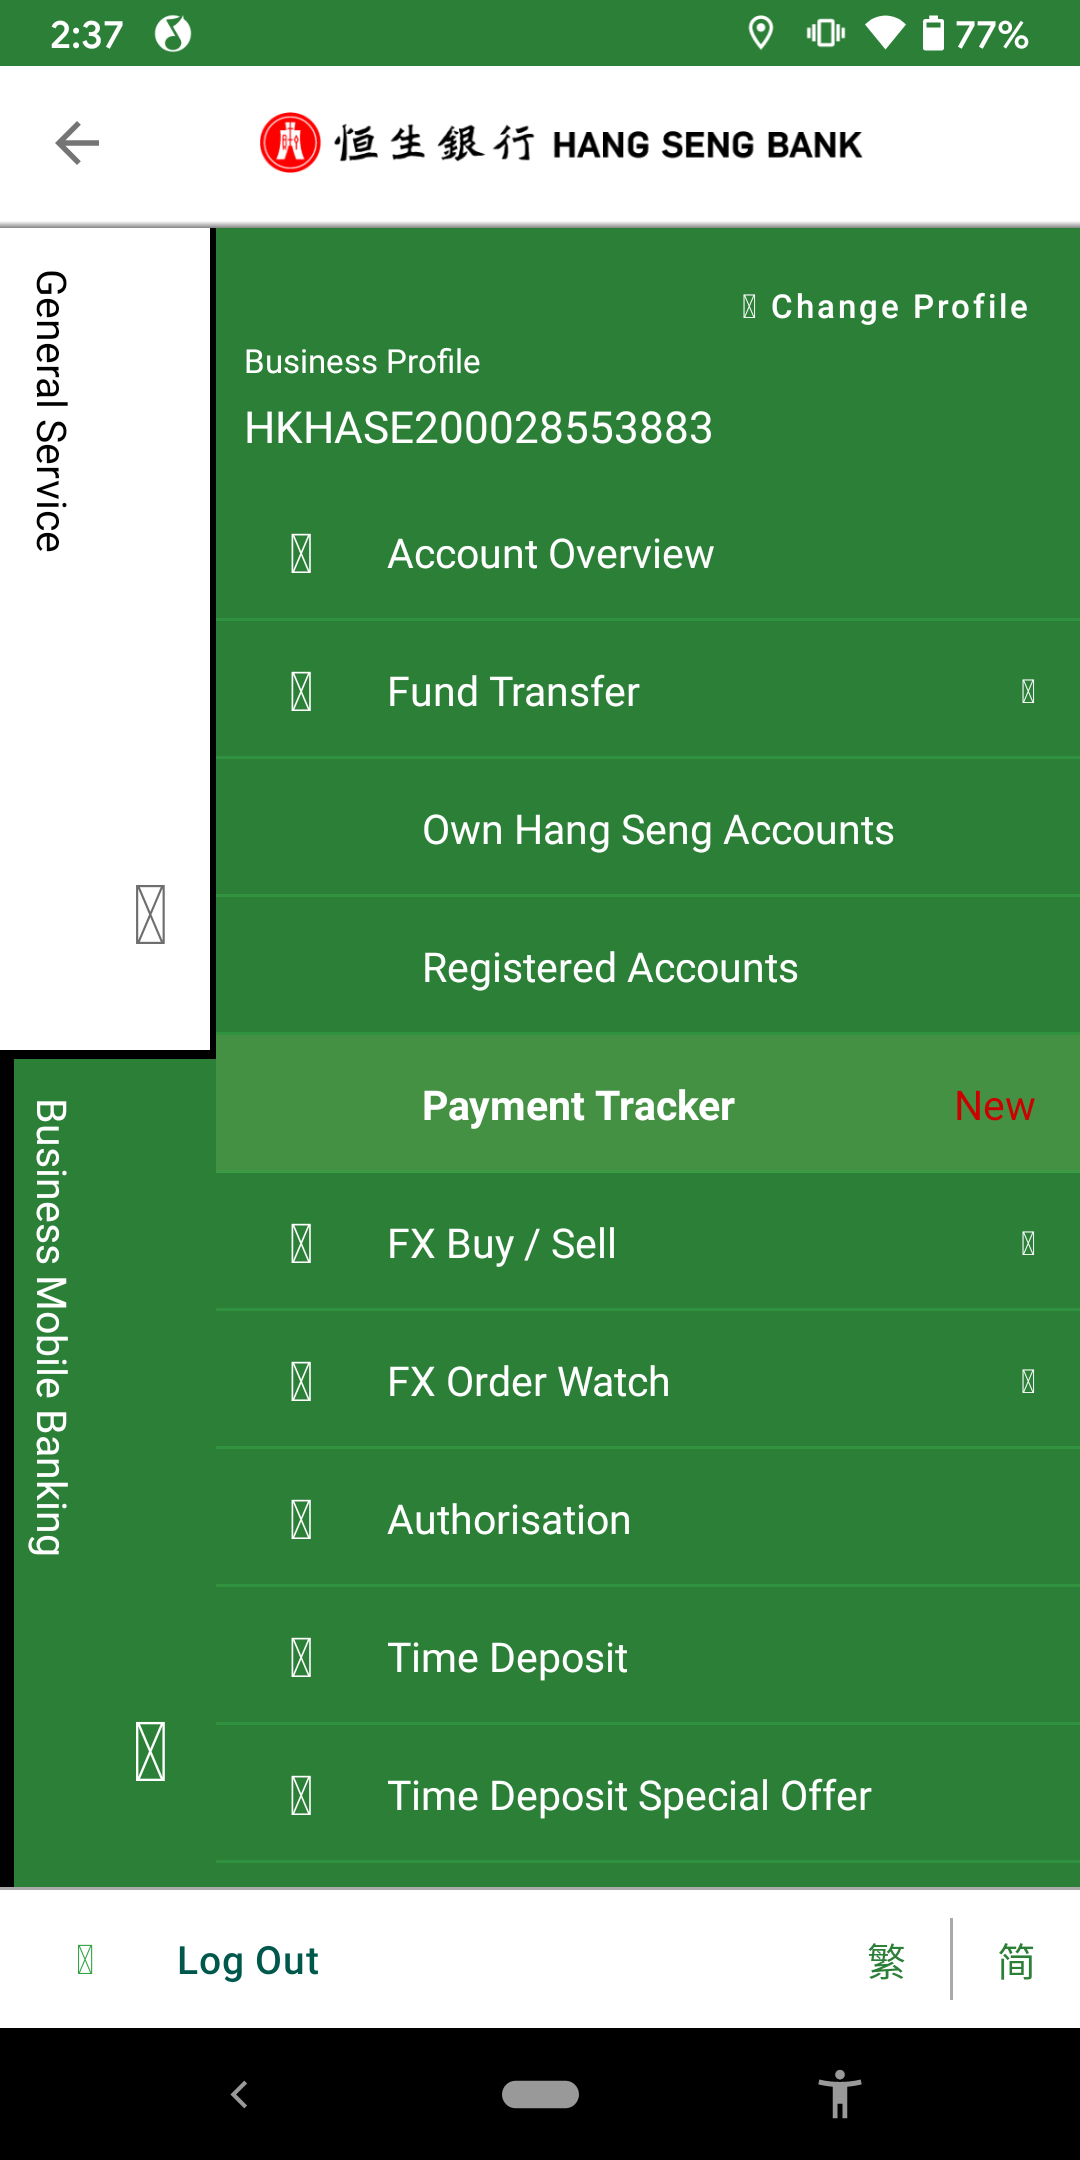 2:37
77%
恒生銀行 HANG SENG BANK
General Service
Change Profile
Business Profile
HKHASE200028553883
Account Overview
Fund Transfer
Own Hang Seng Accounts
Registered Accounts
Payment Tracker New
Business Mobile Banking
FX Buy / Sell
FX Order Watch
Authorisation
Time Deposit
Time Deposit Special Offer
Log Out
繁
简